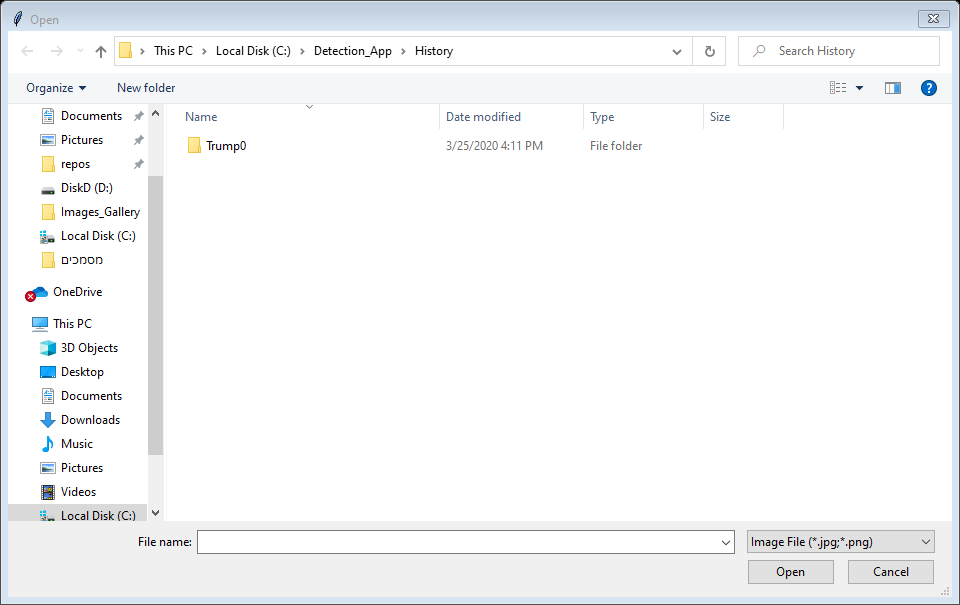 Open
This PC > Local Disk (C:) > Detection_App > History
Search History
Organize
New folder
Name
Date modified
Type
Size
Trump0
3/25/2020 4:11 PM
File folder
Documents
Pictures
repos
DiskD (D:)
Images_Gallery
Local Disk (C:)
מסמכים
OneDrive
This PC
3D Objects
Desktop
Documents
Downloads
Music
Pictures
Videos
Local Disk (C:)
File name:
Image File (*.jpg;*.png)
Open
Cancel